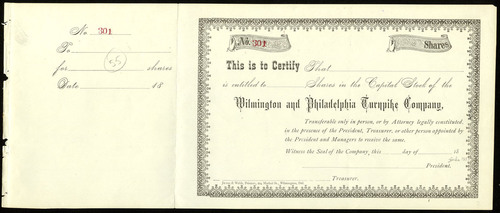 No. 301
To
for shares
Date 18
55
No. 301 Shares
This is to Certify That
is entitled to Shares in the Capital Stock of the
Wilmington and Philadelphia Turnpike Company,
Transferable only in person, or by Attorney legally constituted,
in the presence of the President, Treasurer, or other person appointed by
the President and Managers to receive the same.
Witness the Seal of the Company, this day of 18
President.
Treasurer.